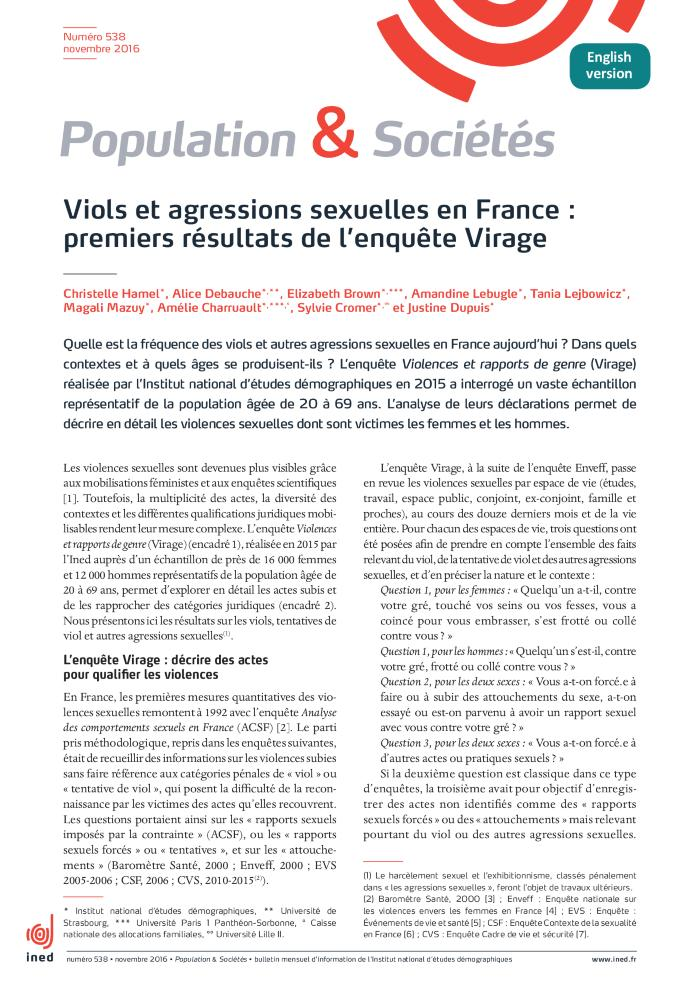 Numéro 538
novembre 2016
English
version
Population & Sociétés
Viols et agressions sexuelles en France :
premiers résultats de l'enquête Virage
Christelle Hamel*, Alice Debauche*,**, Elizabeth Brown*,***, Amandine Lebugle*, Tania Lejbowicz*,
Magali Mazuy*, Amélie Charruault*,***,°, Sylvie Cromer*,°° et Justine Dupuis*
Quelle est la fréquence des viols et autres agressions sexuelles en France aujourd'hui ? Dans quels
contextes et à quels âges se produisent-ils ? L'enquête Violences et rapports de genre (Virage)
réalisée par l'Institut national d'études démographiques en 2015 a interrogé un vaste échantillon
représentatif de la population âgée de 20 à 69 ans. L'analyse de leurs déclarations permet de
décrire en détail les violences sexuelles dont sont victimes les femmes et les hommes.
Les violences sexuelles sont devenues plus visibles grâce
aux mobilisations féministes et aux enquêtes scientifiques
[1]. Toutefois, la multiplicité des actes, la diversité des
contextes et les différentes qualifications juridiques mobi-
lisables rendent leur mesure complexe. L'enquête Violences
et rapports de genre (Virage) (encadré 1), réalisée en 2015 par
l'Ined auprès d'un échantillon de près de 16 000 femmes
et 12 000 hommes représentatifs de la population âgée de
20 à 69 ans, permet d'explorer en détail les actes subis et
de les rapprocher des catégories juridiques (encadré 2).
Nous présentons ici les résultats sur les viols, tentatives de
viol et autres agressions sexuelles(1).
L'enquête Virage : décrire des actes
pour qualifier les violences
En France, les premières mesures quantitatives des vio-
lences sexuelles remontent à 1992 avec l'enquête Analyse
des comportements sexuels en France (ACSF) [2]. Le parti
pris méthodologique, repris dans les enquêtes suivantes,
était de recueillir des informations sur les violences subies
sans faire référence aux catégories pénales de « viol » ou
« tentative de viol », qui posent la difficulté de la recon-
naissance par les victimes des actes qu'elles recouvrent.
Les questions portaient ainsi sur les « rapports sexuels
imposés par la contrainte » (ACSF), ou les « rapports
sexuels forcés » ou « tentatives », et sur les « attouche-
ments » (Baromètre Santé, 2000 ; Enveff, 2000 ; EVS
2005-2006 ; CSF, 2006 ; CVS, 2010-2015(2)).
* Institut national d'études démographiques, ** Université de
Strasbourg, *** Université Paris 1 Panthéon-Sorbonne, ° Caisse
nationale des allocations familiales, °° Université Lille II.
L'enquête Virage, à la suite de l'enquête Enveff, passe
en revue les violences sexuelles par espace de vie (études,
travail, espace public, conjoint, ex-conjoint, famille et
proches), au cours des douze derniers mois et de la vie
entière. Pour chacun des espaces de vie, trois questions ont
été posées afin de prendre en compte l'ensemble des faits
relevant du viol, de la tentative de viol et des autres agressions
sexuelles, et d'en préciser la nature et le contexte :
Question 1, pour les femmes : « Quelqu'un a-t-il, contre
votre gré, touché vos seins ou vos fesses, vous a
coincé pour vous embrasser, s'est frotté ou collé
contre vous ? »
Question 1, pour les hommes : « Quelqu'un s'est-il, contre
votre gré, frotté ou collé contre vous ? »
Question 2, pour les deux sexes : « Vous a-t-on forcé.e à
faire ou à subir des attouchements du sexe, a-t-on
essayé ou est-on parvenu à avoir un rapport sexuel
avec vous contre votre gré ? »
Question 3, pour les deux sexes : « Vous a-t-on forcé.e à
d'autres actes ou pratiques sexuels ? »
Si la deuxième question est classique dans ce type
d'enquêtes, la troisième avait pour objectif d'enregis-
trer des actes non identifiés comme des « rapports
sexuels forcés » ou des « attouchements » mais relevant
pourtant du viol ou des autres agressions sexuelles.
(1) Le harcèlement sexuel et l'exhibitionnisme, classés pénalement
dans « les agressions sexuelles », feront l'objet de travaux ultérieurs.
(2) Baromètre Santé, 2000 [3] ; Enveff : Enquête nationale sur
les violences envers les femmes en France [4] ; EVS : Enquête :
Événements de vie et santé [5] ; CSF : Enquête Contexte de la sexualité
en France [6] ; CVS : Enquête Cadre de vie et sécurité [7].
ined
numéro 538 • novembre 2016 • Population & Sociétés • bulletin mensuel d'information de l'Institut national d'études démographiques
www.ined.fr